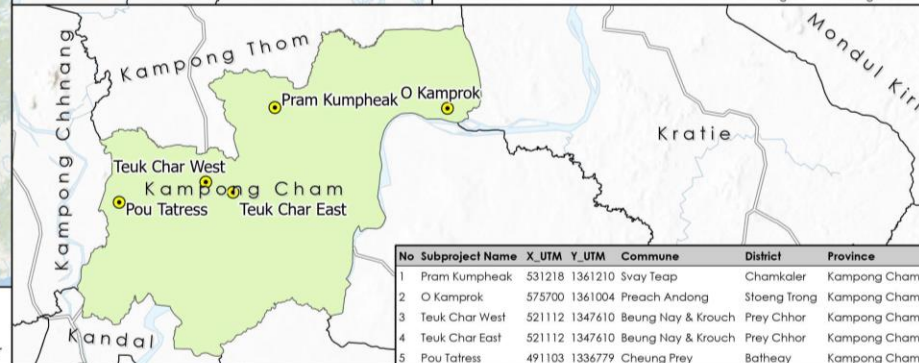 Kampong Chhnang
Kampong Thom
Mondul Kiri
Pram Kumpheak
O Kamprok
Kratie
Teuk Char West
Kampong Cham
Pou Tatress
Teuk Char East
Kandal
No Subproject Name X_UTM Y_UTM Commune District Province
1 Pram Kumpheak 531218 1361210 Svay Teap Chamkaler Kampong Cham
2 O Kamprok 575700 1361004 Preach Andong Stoeng Trong Kampong Cham
3 Teuk Char West 521112 1347610 Beung Nay & Krouch Prey Chhor Kampong Cham
4 Teuk Char East 521112 1347610 Beung Nay & Krouch Prey Chhor Kampong Cham
5 Pou Tatress 491103 1336779 Cheung Prey Batheay Kampong Cham